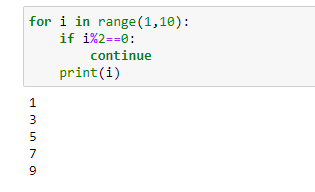 for i in range(1,10):
    if i%2==0:
        continue
    print(i)
1
3
5
7
9